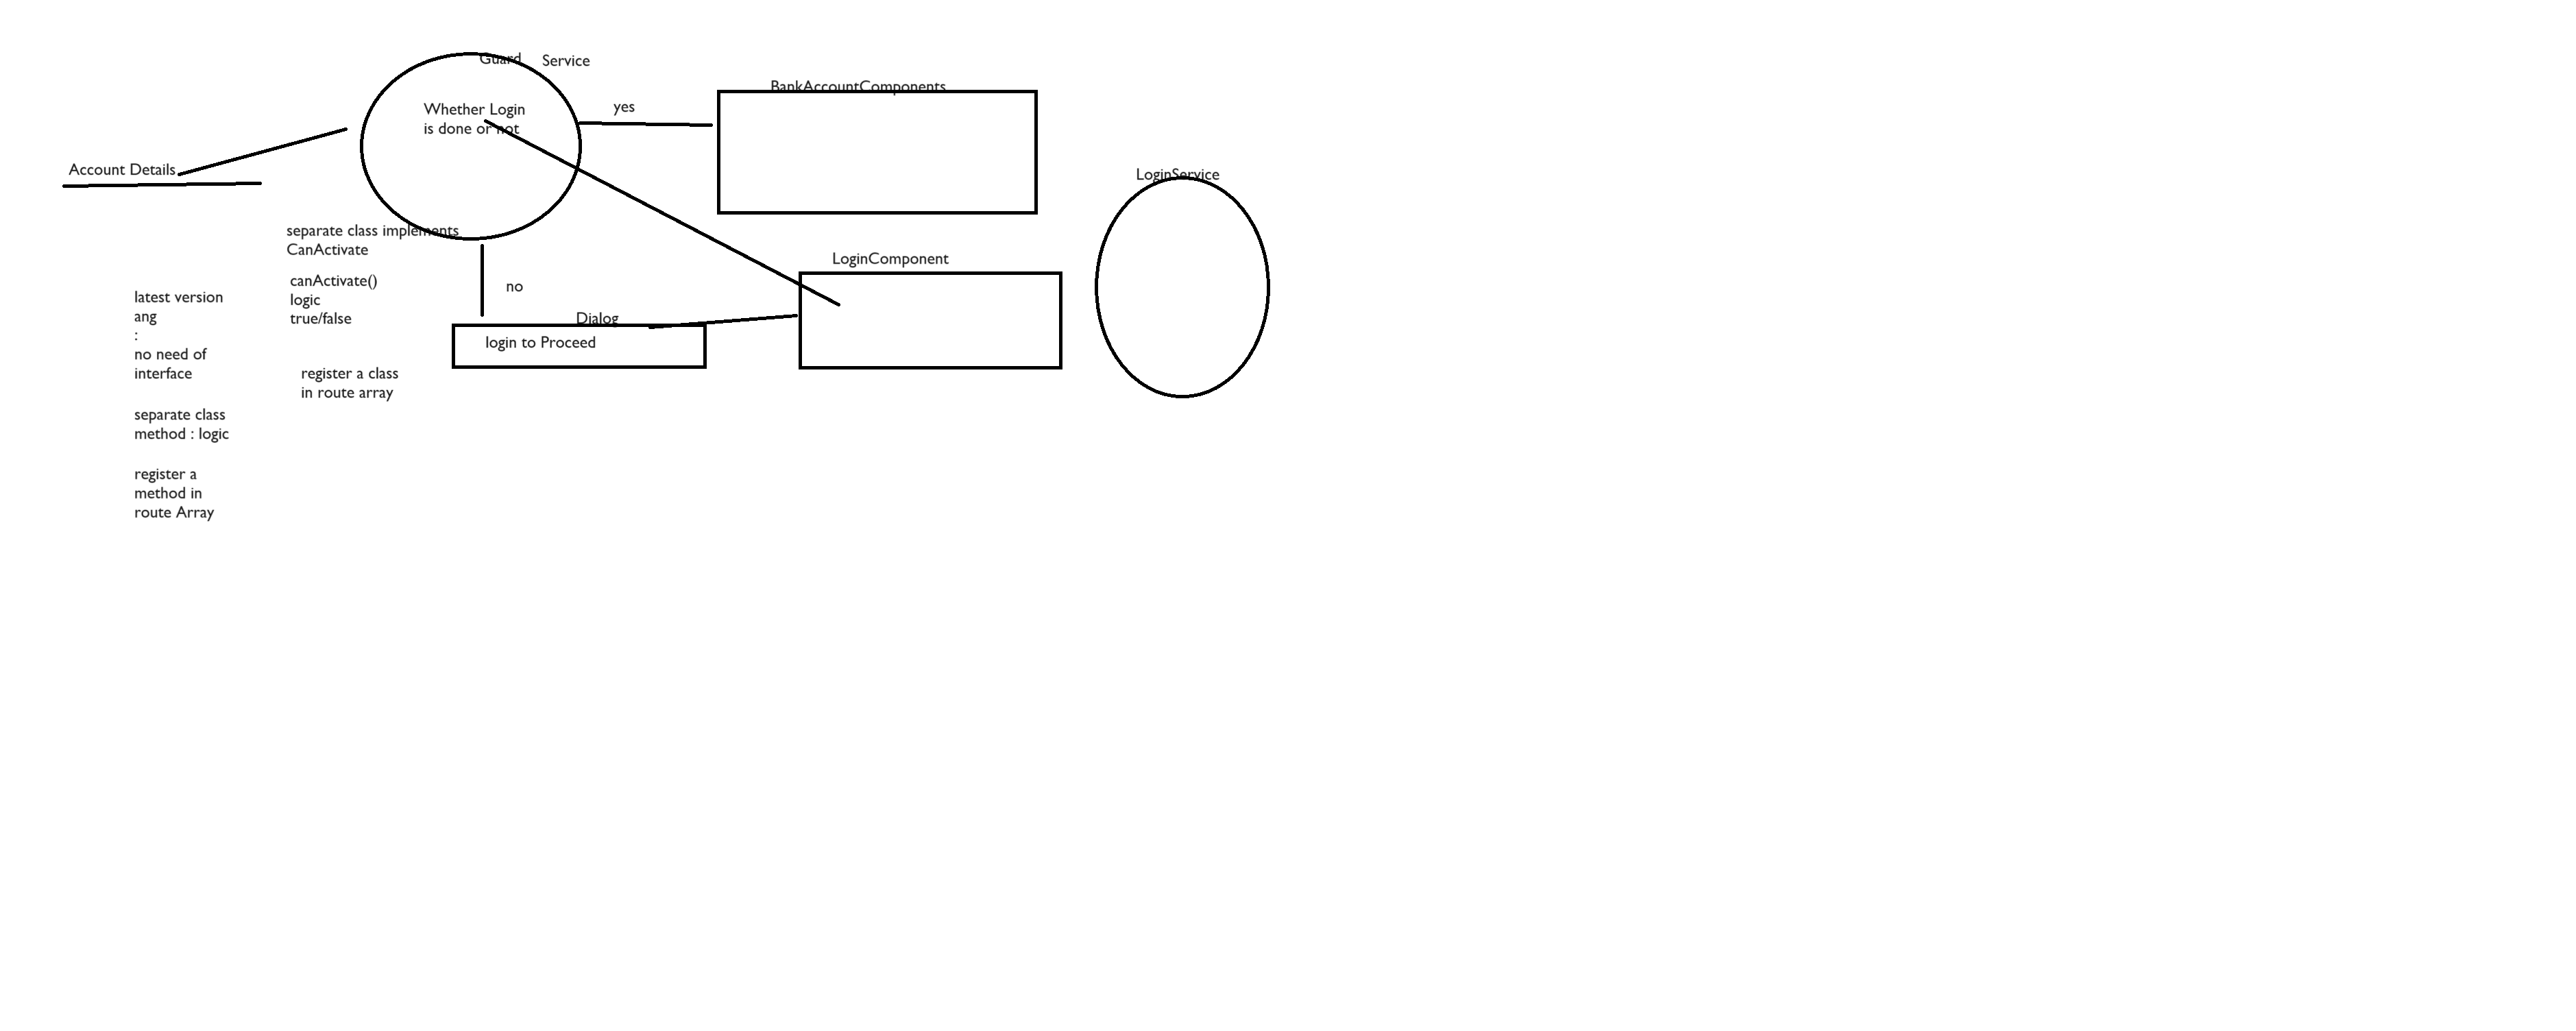 Guard
Service
Whether Login
is done or not
yes
BankAccountComponents
Account Details
LoginService
separate class implements
CanActivate
canActivate()
logic
true/false
register a class
in route array
no
Dialog
login to Proceed
LoginComponent
latest version
ang
:
no need of
interface
separate class
method : logic
register a
method in
route Array